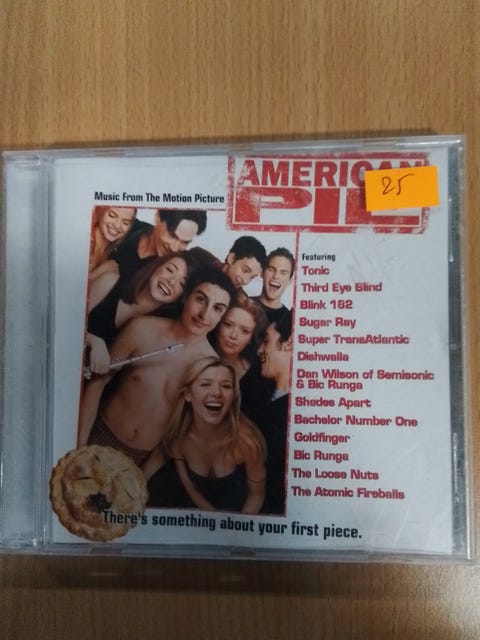 AMERICAN
PIE
25
Music From The Motion Picture
Featuring
Tonic
Third Eye Blind
Blink 182
Sugar Ray
Super TransAtlantic
Dishwalla
Dan Wilson of Semisonic
& Bic Runga
Shades Apart
Bachelor Number One
Goldfinger
Bic Runga
The Loose Nuts
The Atomic Fireballs
There's something about your first piece.